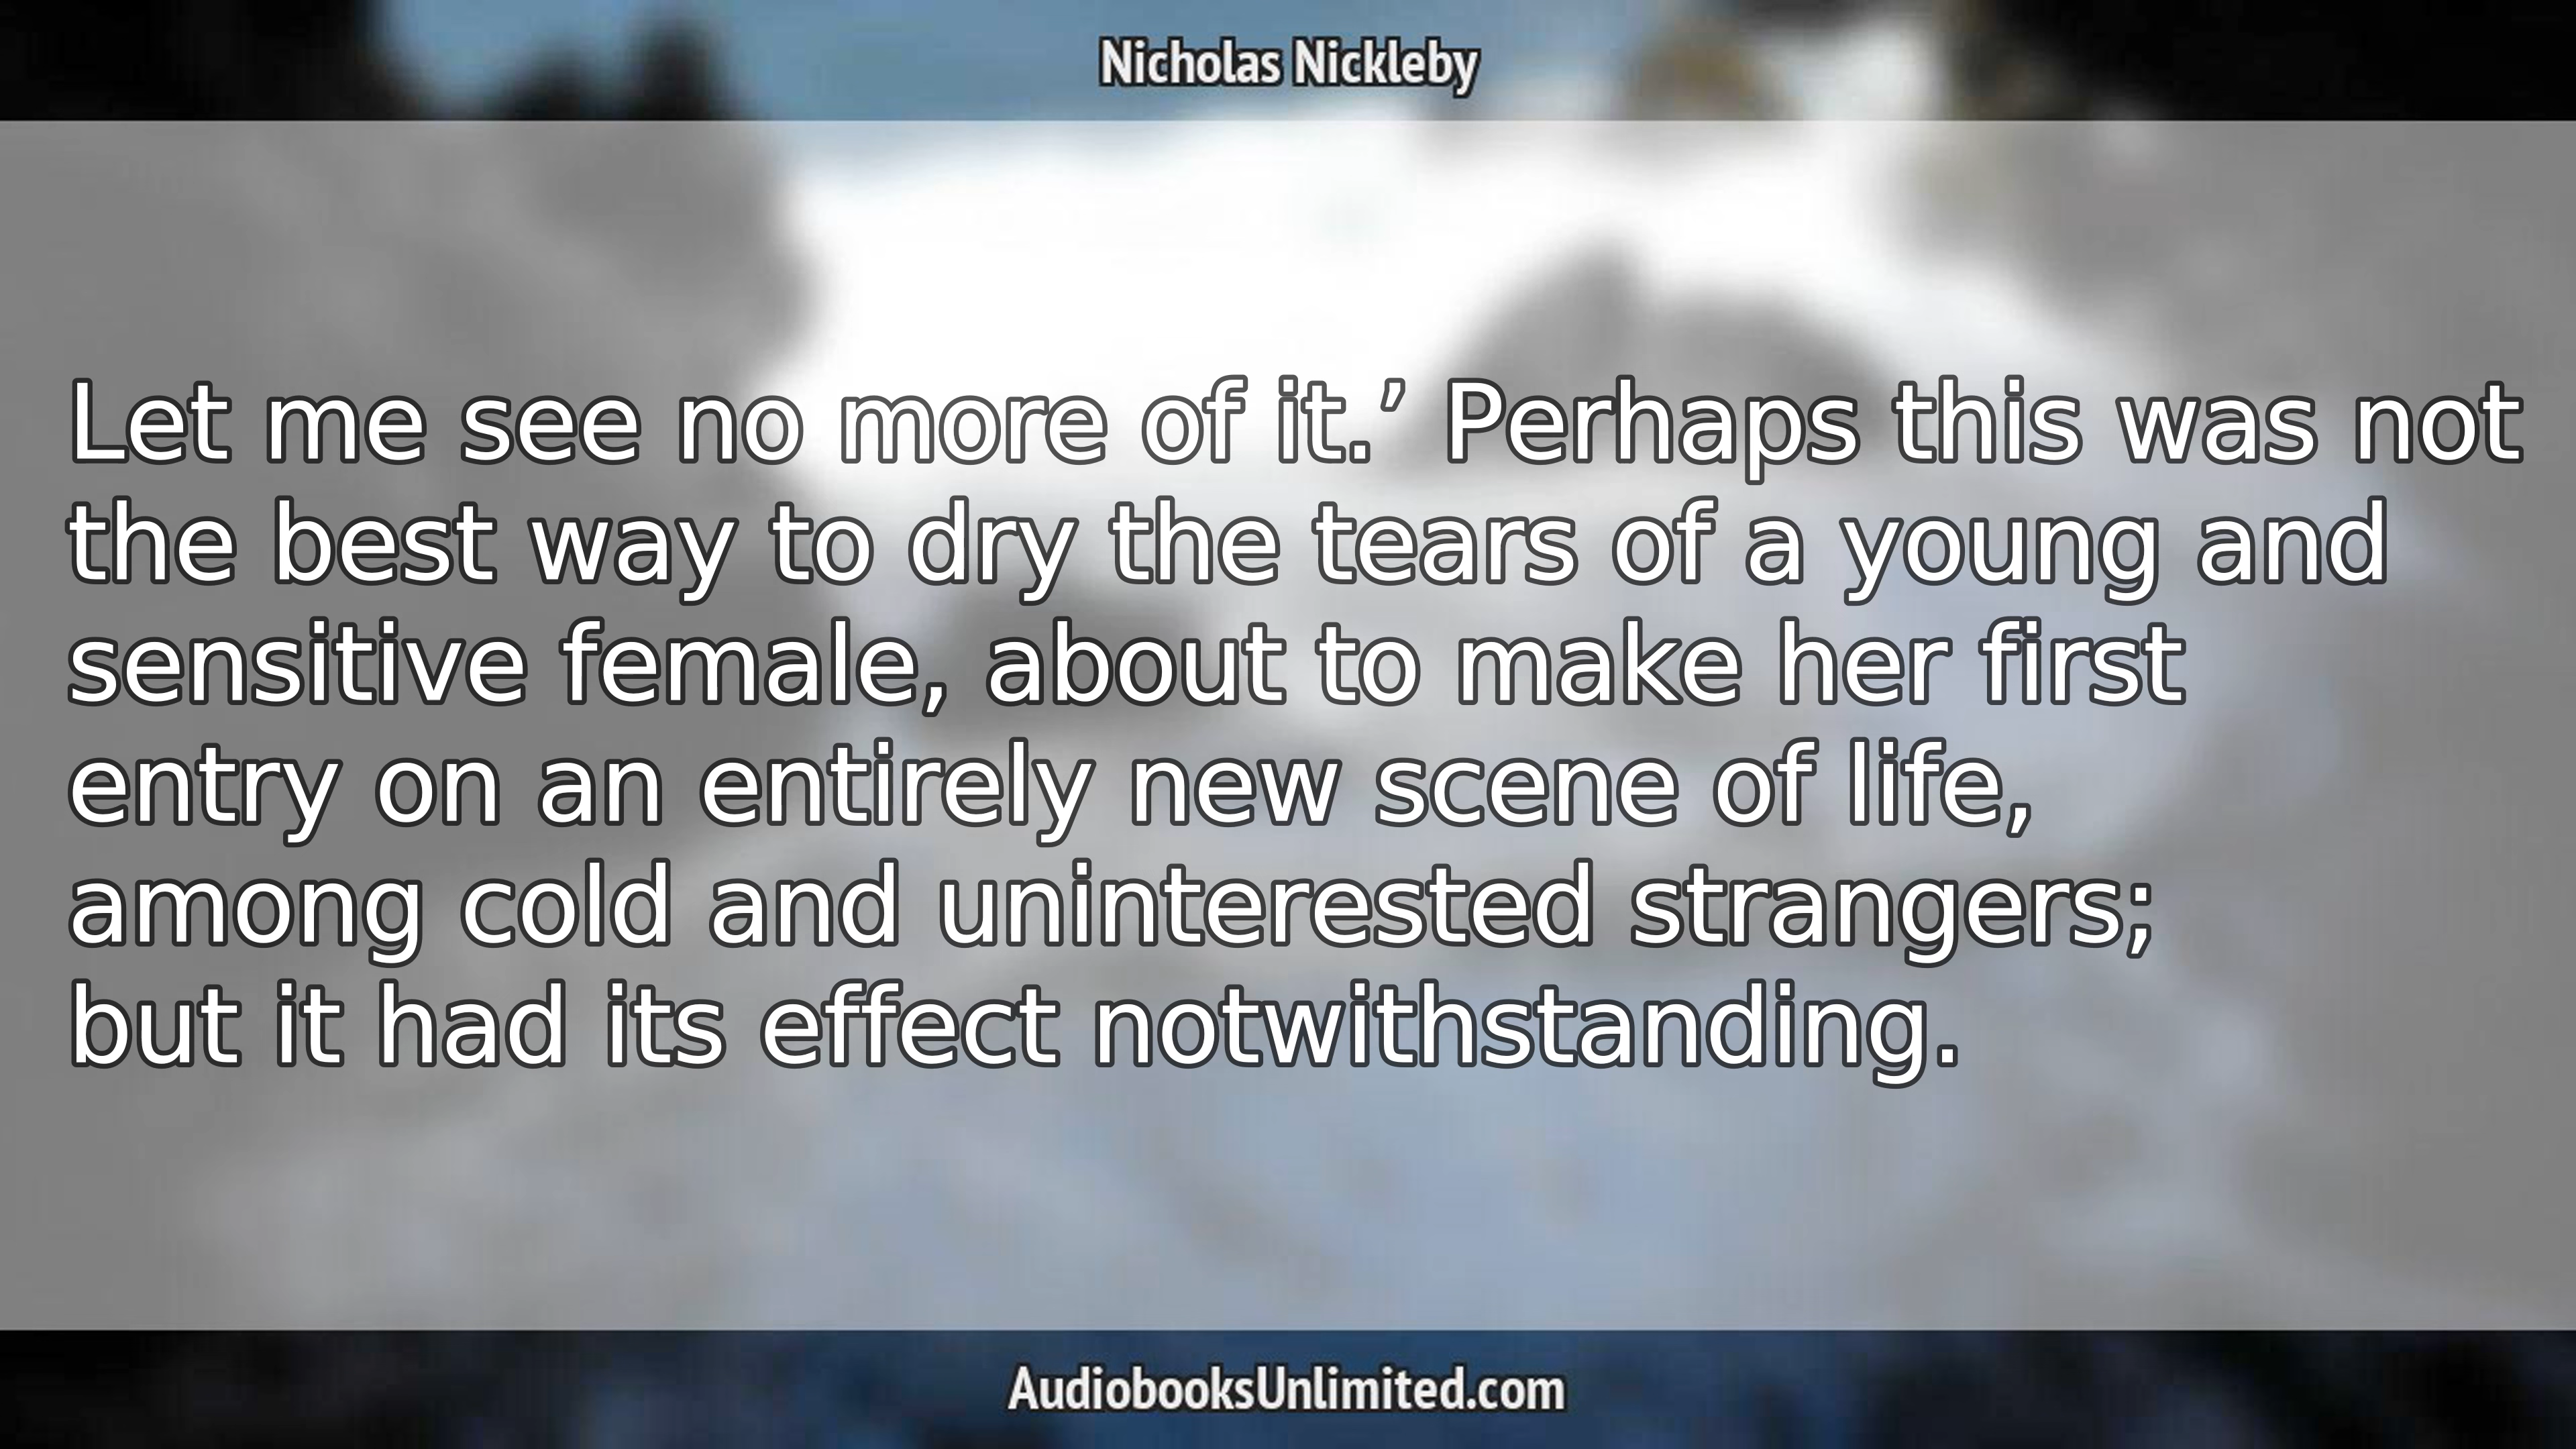 Nicholas Nickleby
Let me see no more of it.’ Perhaps this was not
the best way to dry the tears of a young and
sensitive female, about to make her first
entry on an entirely new scene of life,
among cold and uninterested strangers;
but it had its effect notwithstanding.
AudiobooksUnlimited.com